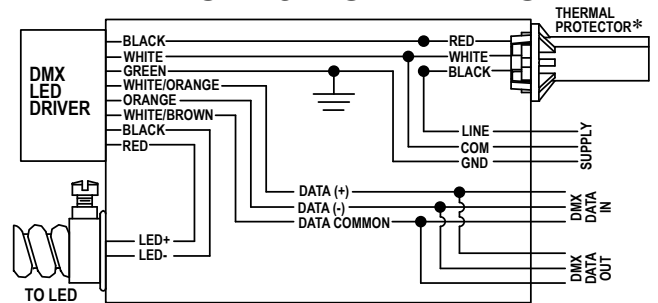 THERMAL
PROTECTOR*
DMX
LED
DRIVER
BLACK
WHITE
GREEN
WHITE/ORANGE
ORANGE
WHITE/BROWN
BLACK
RED
RED
WHITE
BLACK
LINE
COM
GND
SUPPLY
DATA (+)
DATA (-)
DATA COMMON
DMX
DATA
IN
DMX
DATA
OUT
LED+
LED-
TO LED